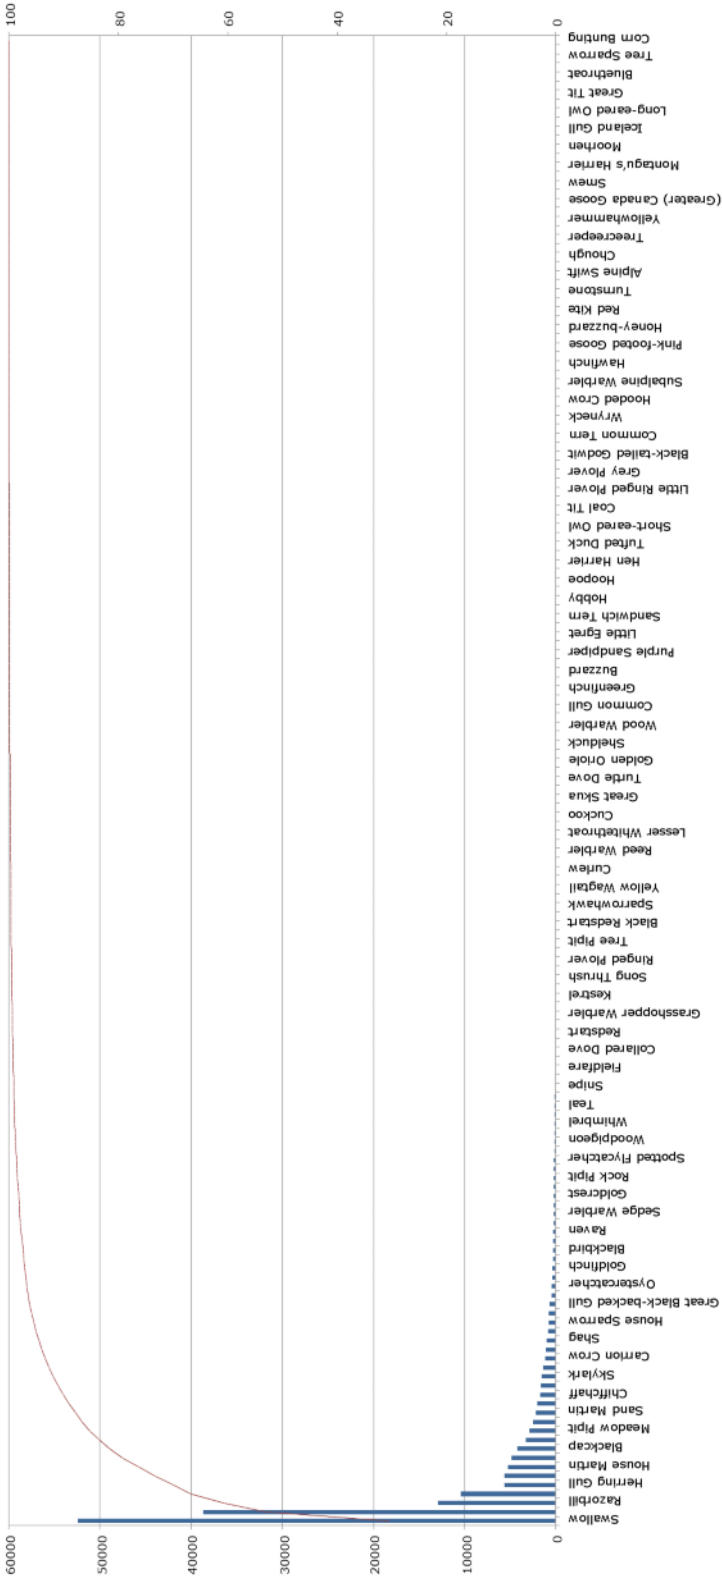 60000
50000
40000
30000
20000
10000
0
100
80
60
40
20
0
Swallow
Razorbill
Herring Gull
House Martin
Blackcap
Meadow Pipit
Sand Martin
Chiffchaff
Skylark
Carrion Crow
Shag
House Sparrow
Great Black-backed Gull
Oystercatcher
Goldfinch
Blackbird
Raven
Sedge Warbler
Goldcrest
Rock Pipit
Spotted Flycatcher
Woodpigeon
Whimbrel
Teal
Snipe
Fieldfare
Collared Dove
Redstart
Grasshopper Warbler
Kestrel
Song Thrush
Ringed Plover
Tree Pipit
Black Redstart
Sparrowhawk
Yellow Wagtail
Curlew
Reed Warbler
Lesser Whitethroat
Cuckoo
Great Skua
Turtle Dove
Golden Oriole
Shelduck
Wood Warbler
Common Gull
Greenfinch
Buzzard
Purple Sandpiper
Little Egret
Sandwich Tern
Hobby
Hoopoe
Hen Harrier
Tufted Duck
Short-eared Owl
Coal Tit
Little Ringed Plover
Grey Plover
Black-tailed Godwit
Common Tern
Wryneck
Hooded Crow
Subalpine Warbler
Hawfinch
Pink-footed Goose
Honey-buzzard
Red Kite
Turnstone
Alpine Swift
Chough
Treecreeper
Yellowhammer
(Greater) Canada Goose
Smew
Montagu's Harrier
Moorhen
Iceland Gull
Long-eared Owl
Great Tit
Bluethroat
Tree Sparrow
Corn Bunting